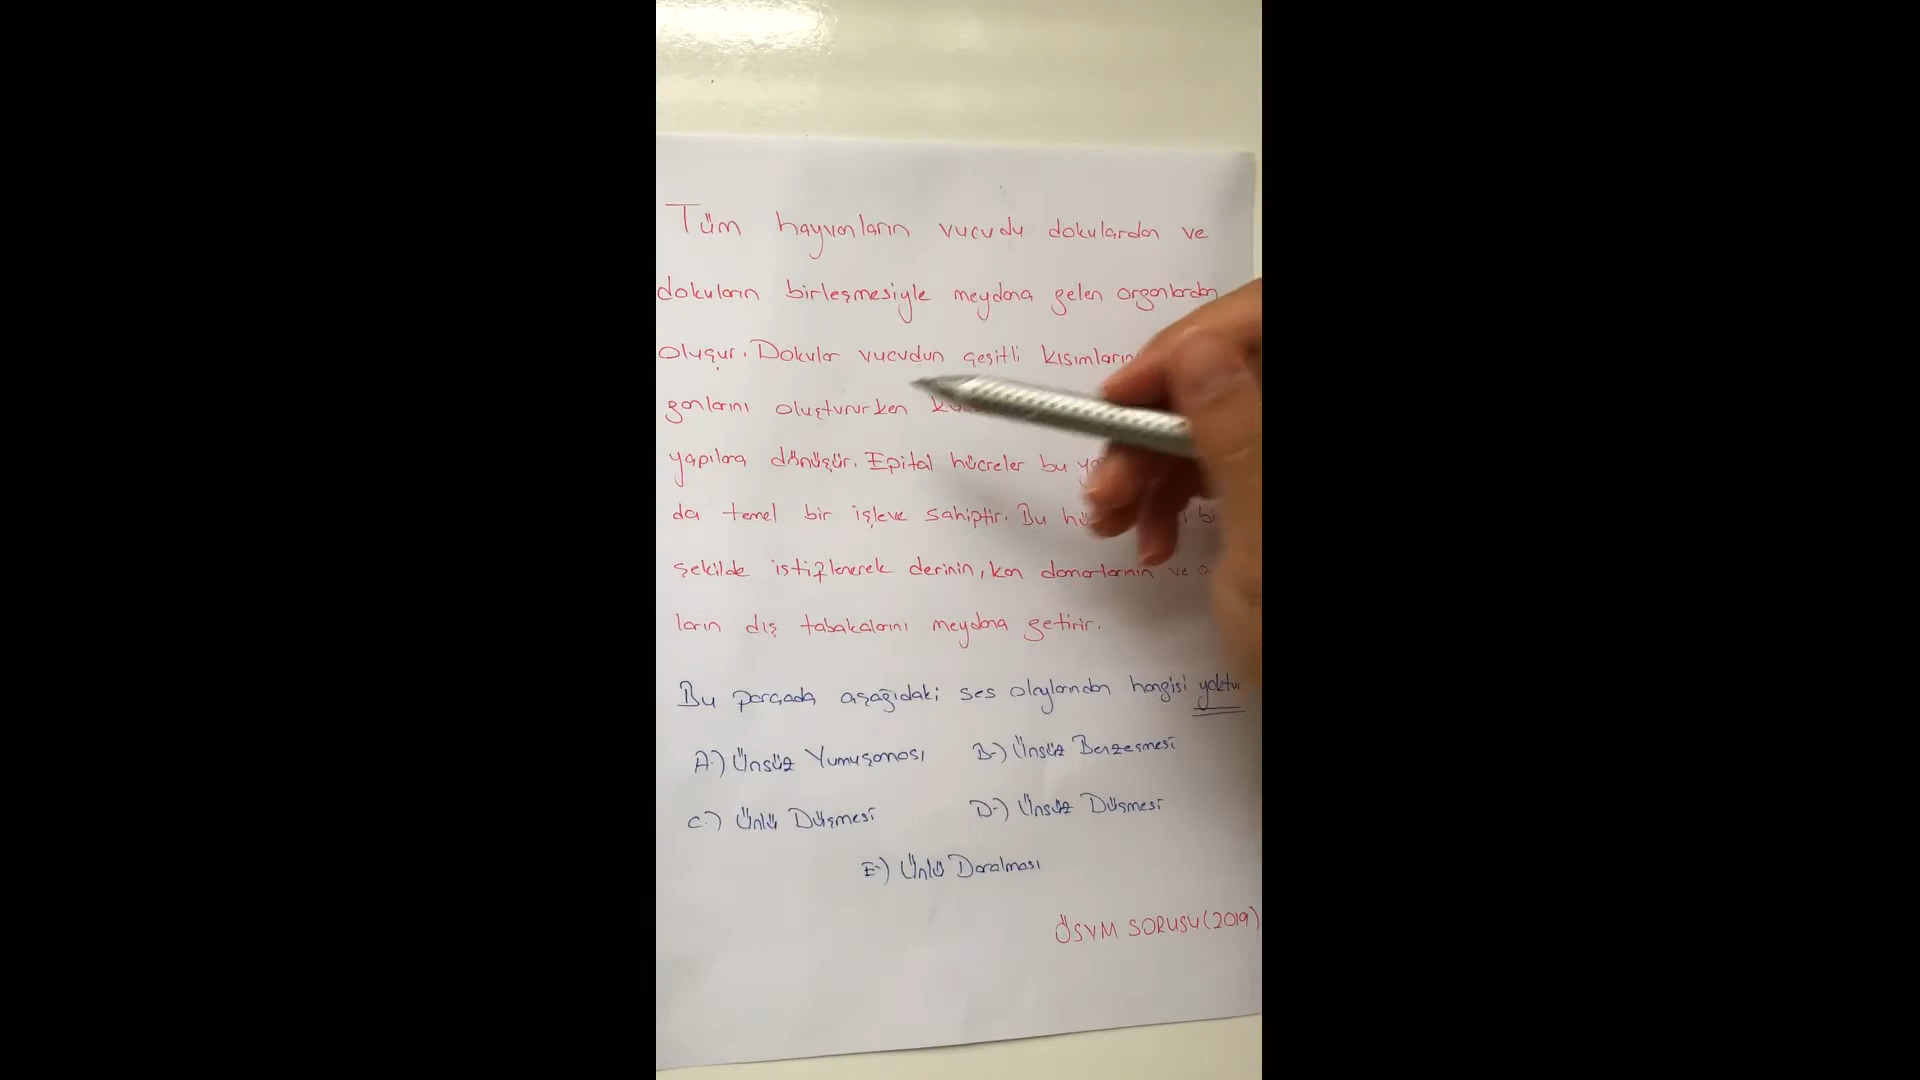 Tüm hayvanların vucudu dokulardan ve
dokuların birleşmesiyle meydana gelen organlardan
oluşur. Dokular vucudun çeşitli
ganlarını oluştururken
yapılara dönüşür. Epital hücreler bu
da temel bir işleve sahiptir. Bu
şekilde istiflenerek derinin, kan damarlarının ve
ların dış tabakalarını meydana getirir.
Bu parçada aşağıdaki ses olaylarından hangisi yoktur
A-) Ünsüz Yumuşaması B-) Ünsüz Benzeşmesi
C-) Ünlü Düşmesi D-) Ünsüz Düşmesi
E-) Ünlü Daralması
ÖSYM SORUSU (2019)